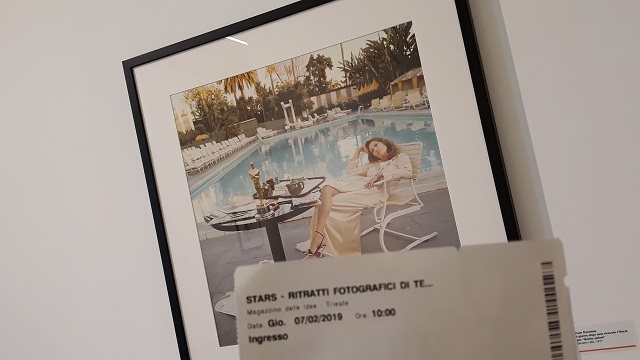 STARS - RITRATTI FOTOGRAFICI DI TE...
Magazzino delle Idee - Trieste
Data: Gio. 07/02/2019 Ora: 10:00
Ingresso